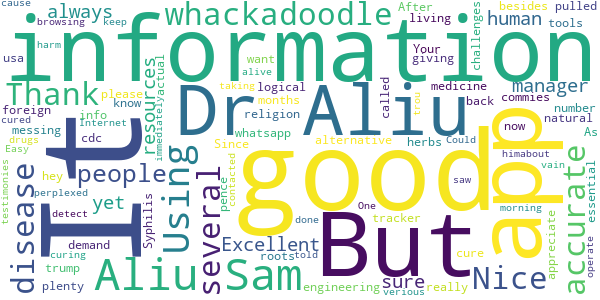 cause
browsing
always
whackadoodle
After
living
human
besides
pulled
tools
keep
harm
usa
information
challenges
Your
giving
want
alive
Thank
please
resources
immediately
actual
know
info
Internet
foreign
cured
messing
drugs
cdc
Easy
testimonies
It
people
yet
perplexed
hey
detect
disease
demand
Syphilis
trump
plenty
curing
Dr Aliu
logical
months
taking
called
medicine
back
commies
manager
number
religion
whatsapp
natural
now
As
Since
alternative
herbs
Could
trou
I
Using
good
app
accurate
essential
himabout
vain
One
saw
morning
operate
several
pence
contacted
tracker
done
But
cure
appreciate
Excellent
roots
told
sure
really
Nice
Aliu
Sam
engineering
verious